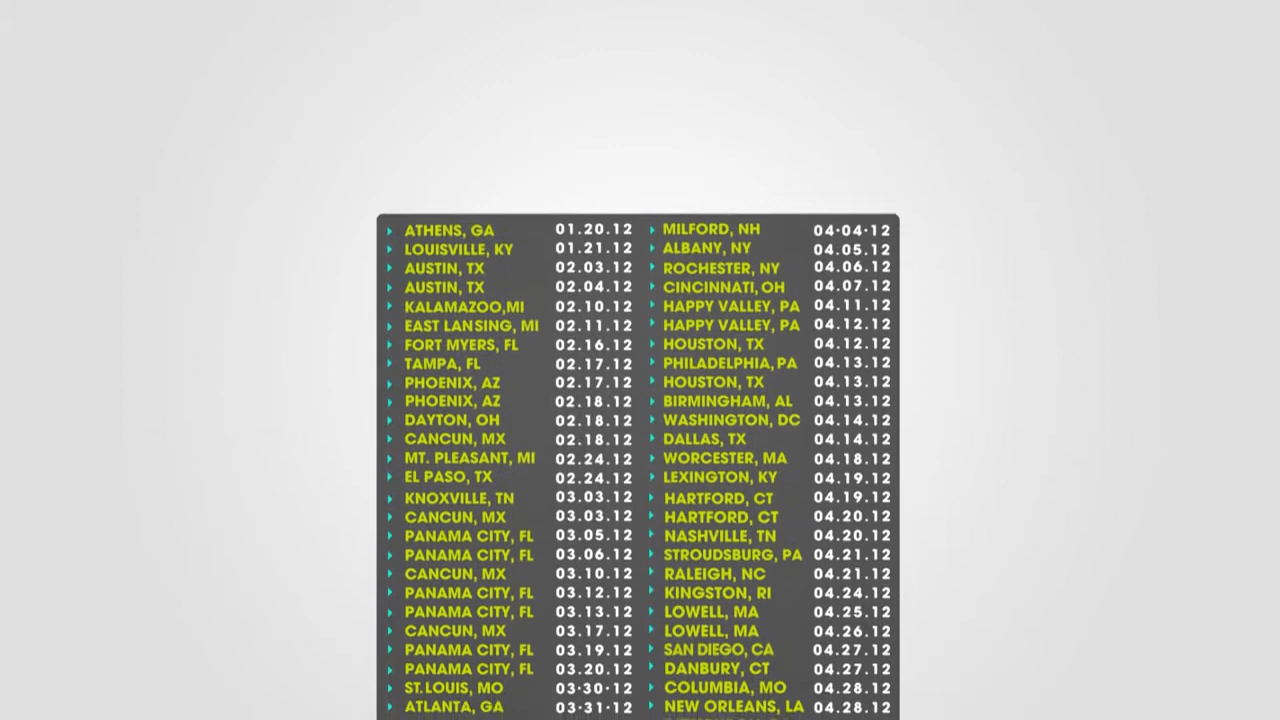 ATHENS, GA 01.20.12
LOUISVILLE, KY 01.21.12
AUSTIN, TX 02.03.12
AUSTIN, TX 02.04.12
KALAMAZOO,MI 02.10.12
EAST LANSING, MI 02.11.12
FORT MYERS, FL 02.16.12
TAMPA, FL 02.17.12
PHOENIX, AZ 02.17.12
PHOENIX, AZ 02.18.12
DAYTON, OH 02.18.12
CANCUN, MX 02.18.12
MT. PLEASANT, MI 02.24.12
EL PASO, TX 02.24.12
KNOXVILLE, TN 03.03.12
CANCUN, MX 03.03.12
PANAMA CITY, FL 03.05.12
PANAMA CITY, FL 03.06.12
CANCUN, MX 03.10.12
PANAMA CITY, FL 03.12.12
PANAMA CITY, FL 03.13.12
CANCUN, MX 03.17.12
PANAMA CITY, FL 03.19.12
PANAMA CITY, FL 03.20.12
ST. LOUIS, MO 03·30·12
ATLANTA, GA 03·31·12
MILFORD, NH 04·04·12
ALBANY, NY 04.05.12
ROCHESTER, NY 04.06.12
CINCINNATI, OH 04.07.12
HAPPY VALLEY, PA 04.11.12
HAPPY VALLEY, PA 04.12.12
HOUSTON, TX 04.12.12
PHILADELPHIA, PA 04.13.12
HOUSTON, TX 04.13.12
BIRMINGHAM, AL 04.13.12
WASHINGTON, DC 04.14.12
DALLAS, TX 04.14.12
WORCESTER, MA 04.18.12
LEXINGTON, KY 04.19.12
HARTFORD, CT 04.19.12
HARTFORD, CT 04.20.12
NASHVILLE, TN 04.20.12
STROUDSBURG, PA 04.21.12
RALEIGH, NC 04.21.12
KINGSTON, RI 04.24.12
LOWELL, MA 04.25.12
LOWELL, MA 04.26.12
SAN DIEGO, CA 04.27.12
DANBURY, CT 04.27.12
COLUMBIA, MO 04.28.12
NEW ORLEANS, LA 04.28.12